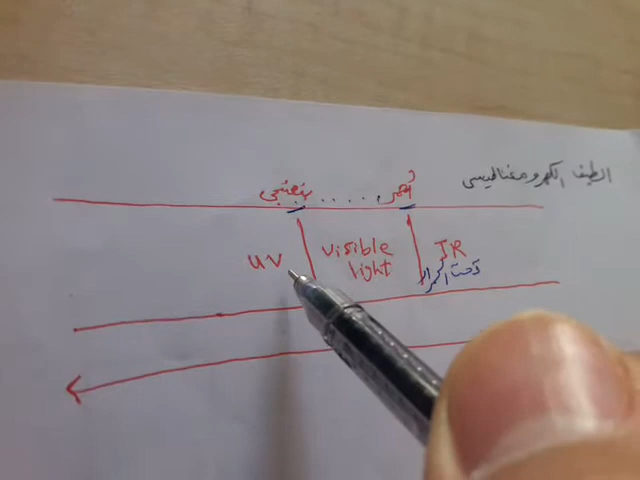 الطيف الكهرومغناطيسي
بنفسجي ..... أحمر
UV visible light IR
تحت الحمراء